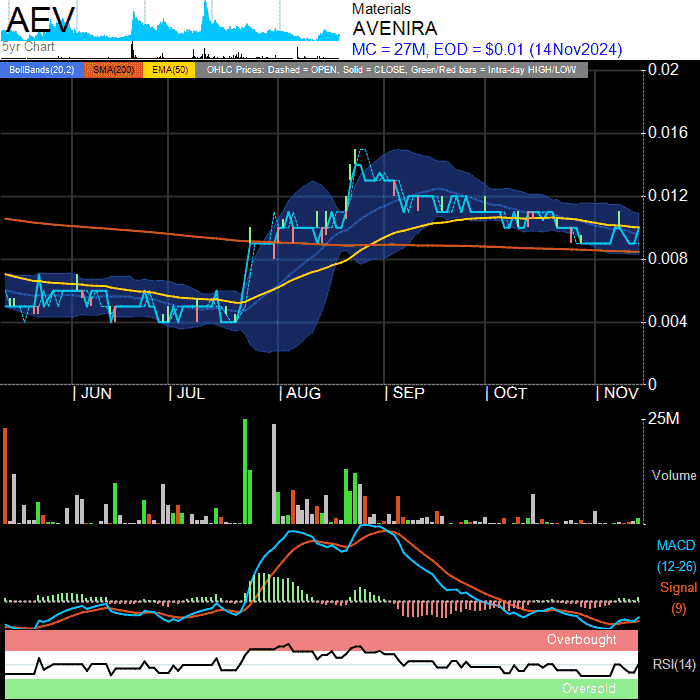 AEV
5yr Chart
Materials
AVENIRA
MC = 27M, EOD = $0.01 (14Nov2024)
BollBands(20,2) SMA(200) EMA(50) OHLC Prices: Dashed = OPEN, Solid = CLOSE, Green/Red bars = Intra-day HIGH/LOW
0.02
0.016
0.012
0.008
0.004
0
JUN JUL AUG SEP OCT NOV
25M
Volume
MACD
(12-26)
Signal
(9)
Overbought
RSI(14)
Oversold